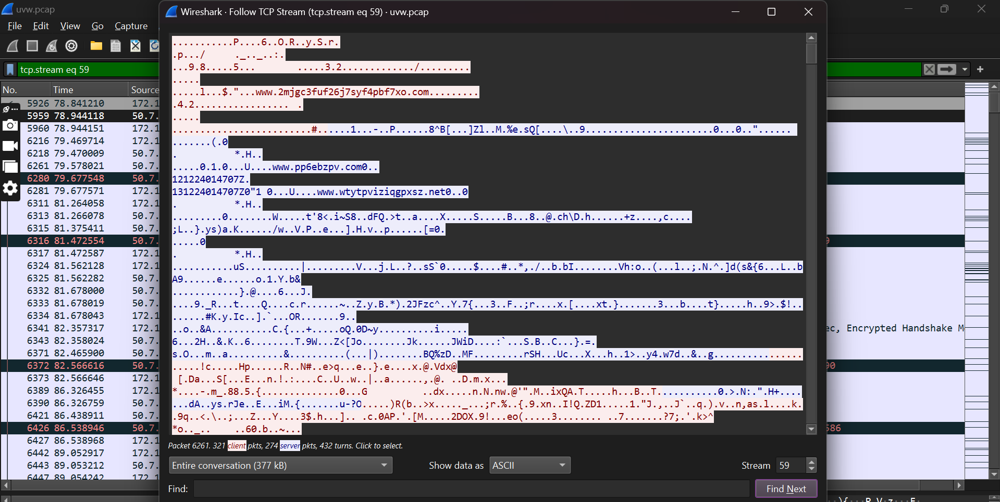 uvw.pcap
Wireshark · Follow TCP Stream (tcp.stream eq 59) · uvw.pcap
File Edit View Go Capture
tcp.stream eq 59
No. Time Source
5926 78.841210 172.1
5959 78.944118 50.7.
5960 78.944151 172.1
6216 79.469714 172.1
6218 79.470009 50.7.
6261 79.578021 50.7.
6280 79.677548 50.7.
6281 79.677571 172.1
6311 81.264058 172.1
6313 81.266078 50.7.
6315 81.375411 50.7.
6316 81.472554 50.7.
6317 81.472587 172.1
6324 81.562128 172.1
6325 81.562282 50.7.
6332 81.678000 50.7.
6333 81.678019 50.7.
6334 81.678043 172.1
6341 82.357317 172.1
6343 82.358024 50.7.
6371 82.465900 50.7.
6372 82.566616 50.7.
6373 82.566646 172.1
6389 86.326455 172.1
6390 86.326759 50.7.
6421 86.438911 50.7.
6426 86.538946 50.7.
6427 86.538968 172.1
6442 89.052917 172.1
6443 89.053212 50.7.
6447 89.054242 172.1
...........P....6..O.R..y.S.r.
.p.../ ._.._..:.
...9.8.....5... .....3.2............./.........
.....
.....l...$."...www.2mjgc3fuf26j7syf4pbf7xo.com.........
.4.2................. .
.....
.........................#......1...-..P......8^B[...]Zl..M.%e.sQ[....\..9.......................0...0.."......
.......(.0
. *.H..
.....0.1.0...U....www.pp6ebzpv.com0..
121224014707Z.
131224014707Z0"1 0...U....www.wtytpviziqgpxsz.net0..0
. *.H..
.........0........W.....t'8<.i~S8..dFQ.>t..a....X.....S.....B...8..@.ch\D.h......+z....,c....
;L..}.ys)a.K....../w..V.P..e...].H.v..p......[=0.
.....0
. *.H..
...........uS..........|.........V...j.L..?..sS`0.....$....#..*,./..b.bI........Vh:o..(...l..;.N.^.]d(s&{6...L..b
A9......e......o.1.Y.b&
............}.@....6...J.
....9._R...t....Q....c.r......~..Z.y.B.*).2JFzc^..Y.7{...3..F..;r....x.[....xt.}.......3...b....t}.....h..9>.$!..
......#K.y.Ic..].`...OR.......9..
..o..&A...........C.{...+.....oQ.0D~y..........i.....
6...2H..&.K..6........T.9W...Z<[Jo........Jk......JWiD....:`...S.B..C...}.=.
s.O...m..a..........&..........(...|)........BQ%zD..MF.........rSH...Uc...X...h..1>..y4.w7d..&..g................
.....!c.....Hp......R..N#..e>q...e..}.e....x.@.Vdx@
[.Da...S[...E...n.!.:....C..U..w..|..a......,.@. ..D.m.x...
*....-.m_.88.5.{..............0...G ..dx.....n.N.nw.@'".M..ixQA.T.....h...B..T...........0.>.N:.".H+....
...dA..ys.rJe..E...iM.{.......u-?O.....)R(b..>x....._...;r.%..{.9.xn..I!Q.ZD1.....1."J.,..J`..q.).v..n,as.l....k.
.9q..<.\..;...Z...Y....3$.h...].. .c.0AP.'.[M.....2DOX.9!...eo(.....3........ ..7.......?7;.'.k>^
*o.._.. ..60.b..~...
ec, Encrypted Handshake M
90
586
Packet 6261. 321 client pkts, 274 server pkts, 432 turns. Click to select.
Entire conversation (377 kB) Show data as ASCII Stream 59
Find: Find Next